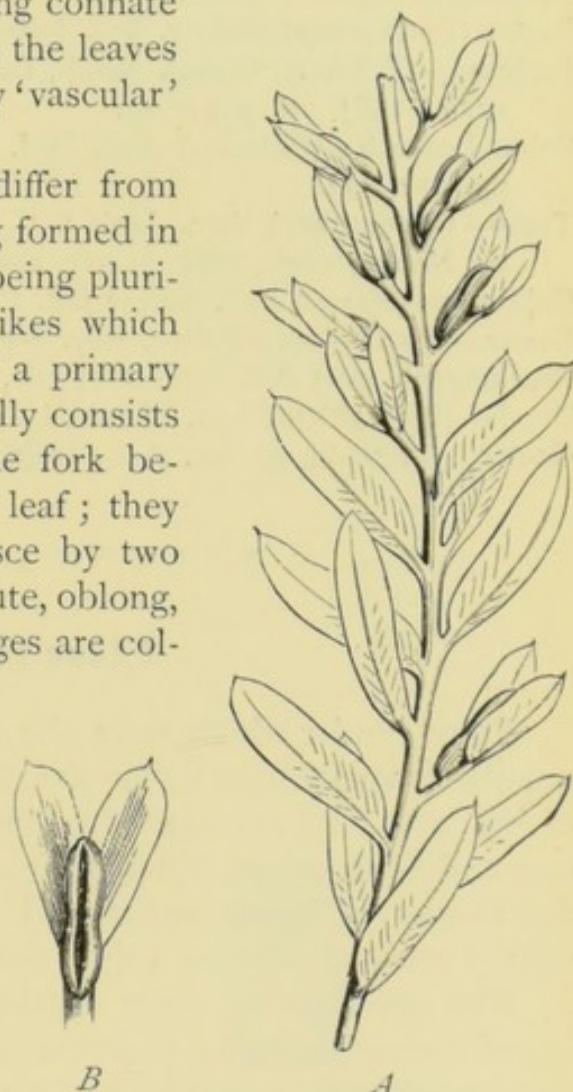 ng connate
the leaves
'vascular'
differ from
formed in
being pluri-
ikes which
a primary
lly consists
e fork be-
leaf ; they
sce by two
ute, oblong,
ges are col-
B
A